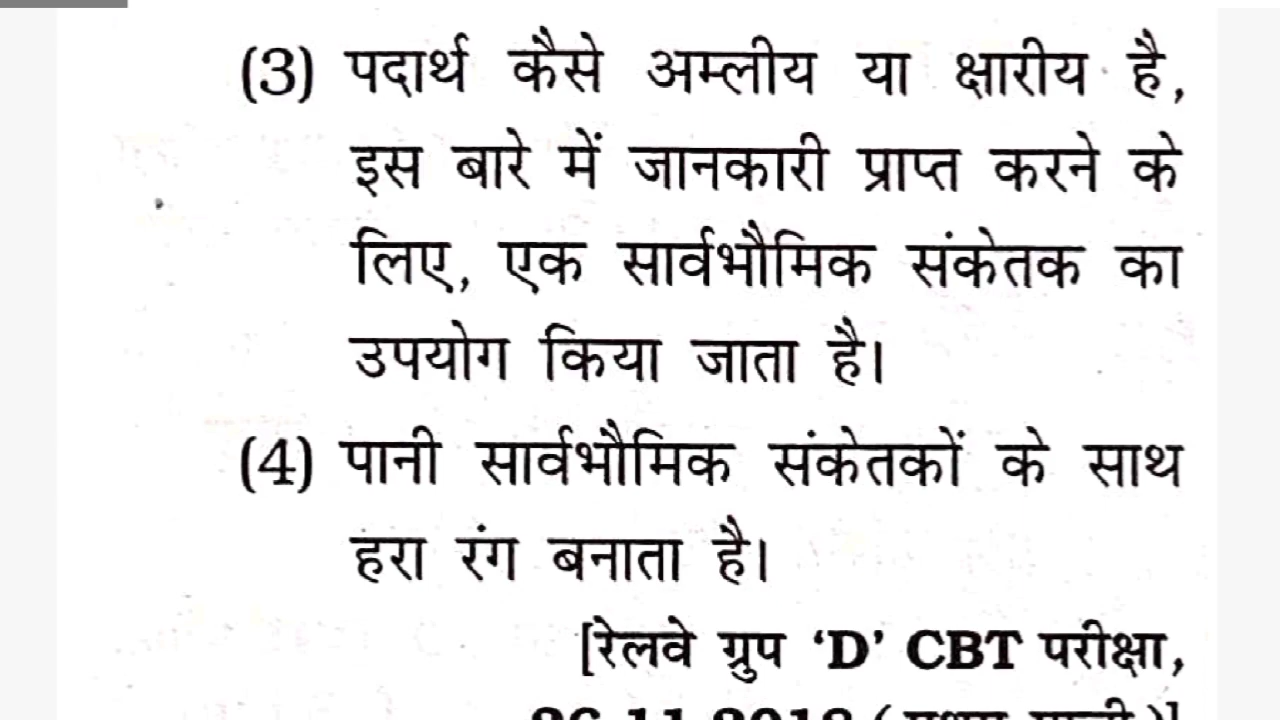 (3) पदार्थ कैसे अम्लीय या क्षारीय है,
इस बारे में जानकारी प्राप्त करने के
लिए, एक सार्वभौमिक संकेतक का
उपयोग किया जाता है।
(4) पानी सार्वभौमिक संकेतकों के साथ
हरा रंग बनाता है।
[रेलवे ग्रुप ‘D’ CBT परीक्षा,